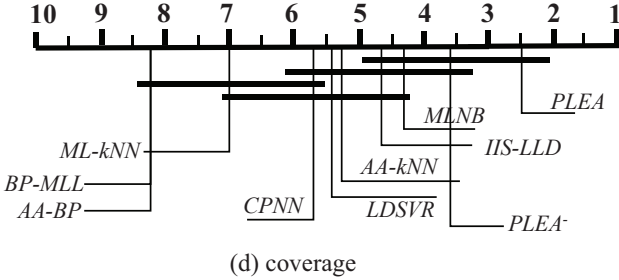 10 9 8 7 6 5 4 3 2 1
PLEA
MLNB
ML-kNN
IIS-LLD
AA-kNN
BP-MLL
CPNN
LDSVR
AA-BP
PLEA-
(d) coverage